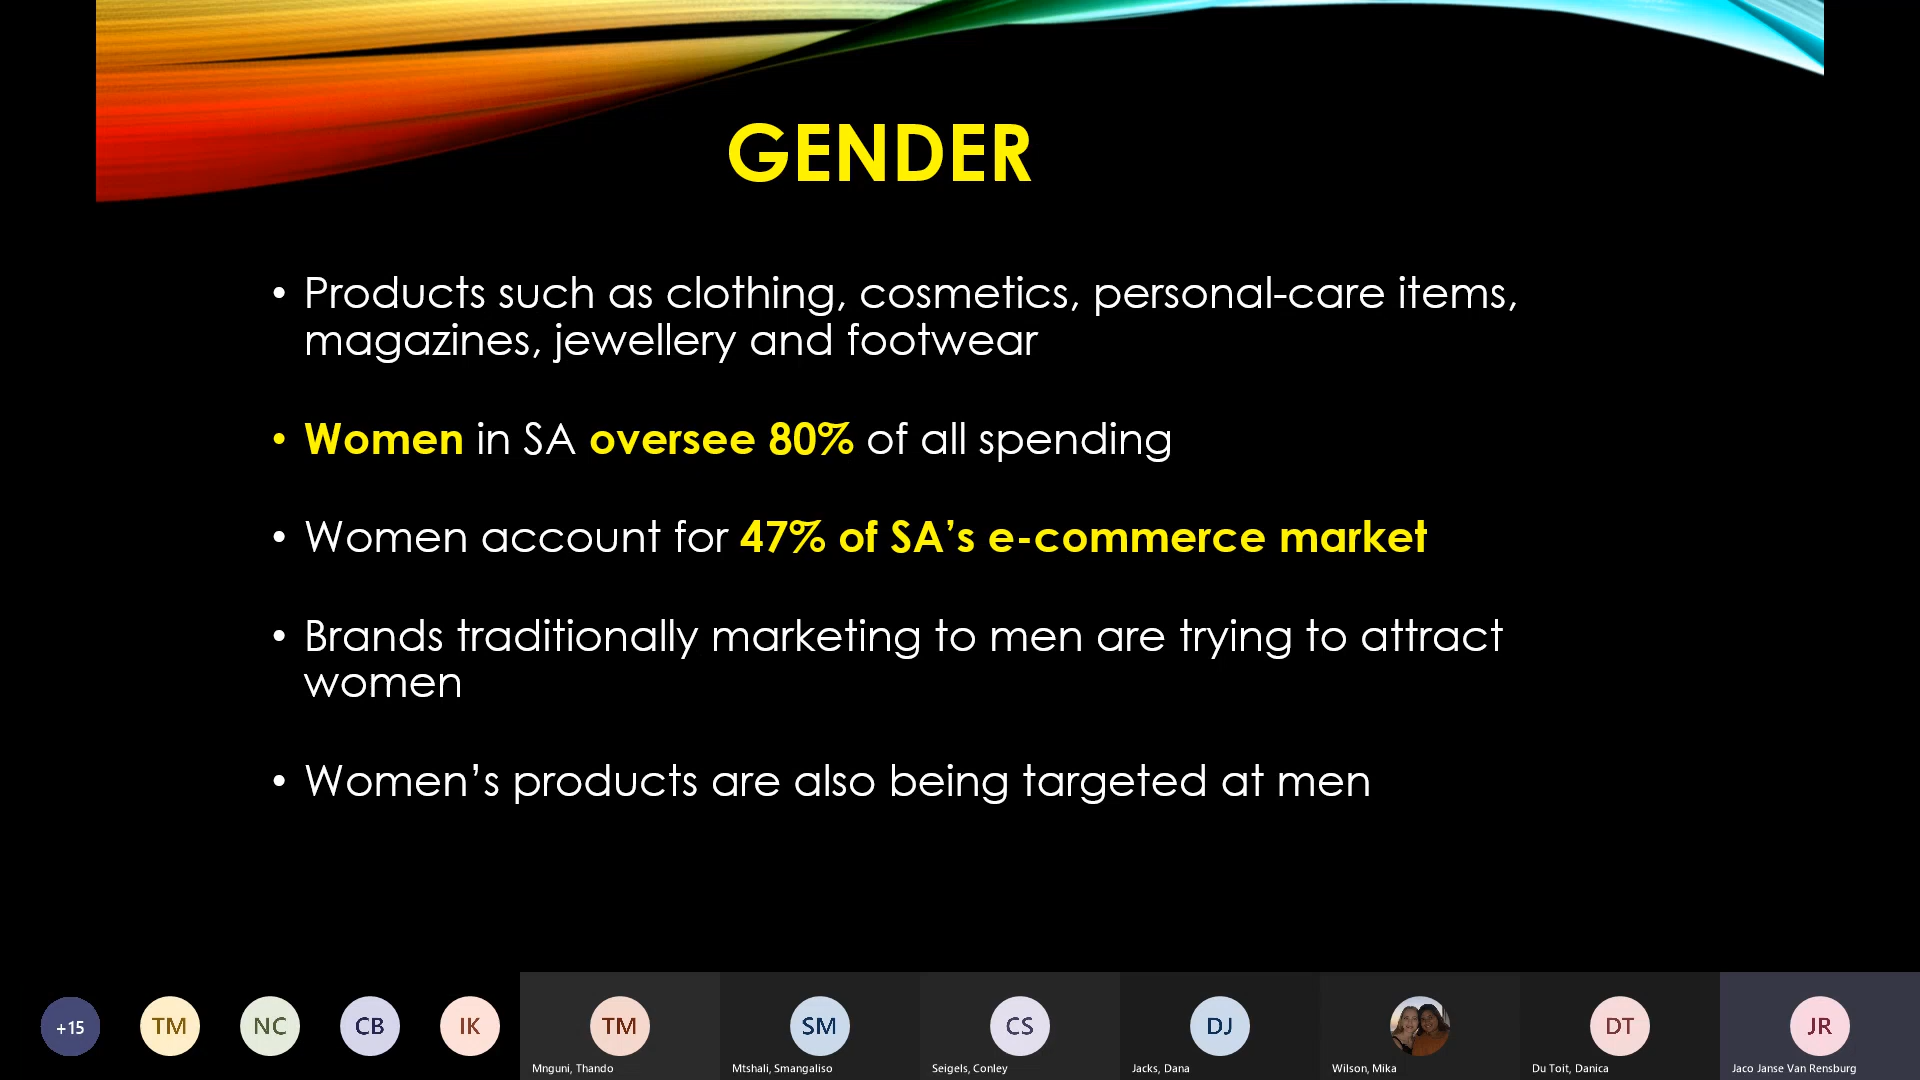 GENDER
• Products such as clothing, cosmetics, personal-care items,
magazines, jewellery and footwear
• Women in SA oversee 80% of all spending
• Women account for 47% of SA’s e-commerce market
• Brands traditionally marketing to men are trying to attract
women
• Women’s products are also being targeted at men
+15
TM
NC
CB
IK
TM
SM
CS
DJ
DT
JR
Mnguni, Thando
Mtshali, Smangaliso
Seigels, Conley
Jacks, Dana
Wilson, Mika
Du Toit, Danica
Jaco Janse Van Rensburg